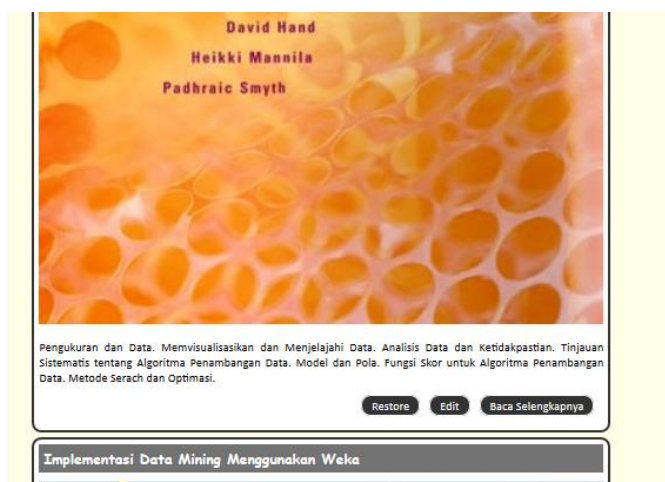 David Hand
Heikki Mannila
Padhraic Smyth
Pengukuran dan Data. Memvisualisasikan dan Menjelajahi Data. Analisis Data dan Ketidakpastian. Tinjauan
Sistematis tentang Algoritma Penambangan Data. Model dan Pola. Fungsi Skor untuk Algoritma Penambangan
Data. Metode Serach dan Optimasi.
Restore Edit Baca Selengkapnya
Implementasi Data Mining Menggunakan Weka